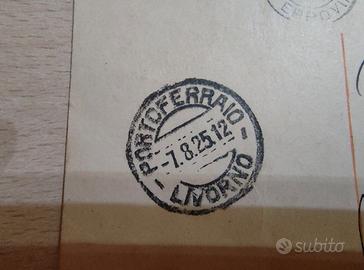 PORTOFERRAIO
-7.8.25.12
- LIVORNO -
subito